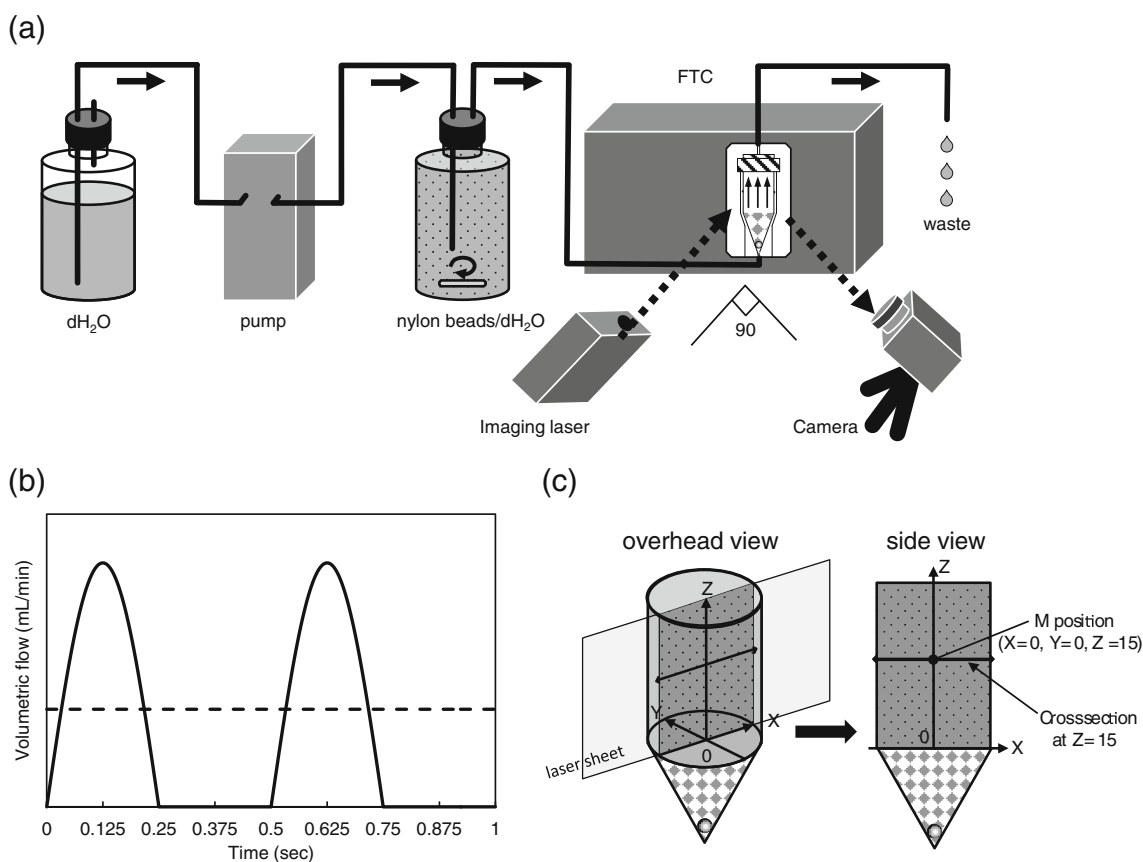 (a)
FTC
waste
dH₂O
pump
nylon beads/dH₂O
90
Imaging laser
Camera
(b)
Volumetric flow (mL/min)
0 0.125 0.25 0.375 0.5 0.625 0.75 0.875 1
Time (sec)
(c)
overhead view
side view
Z
Y
X
0
laser sheet
Z
M position
(X=0, Y=0, Z=15)
0
X
Crosssection
at Z=15